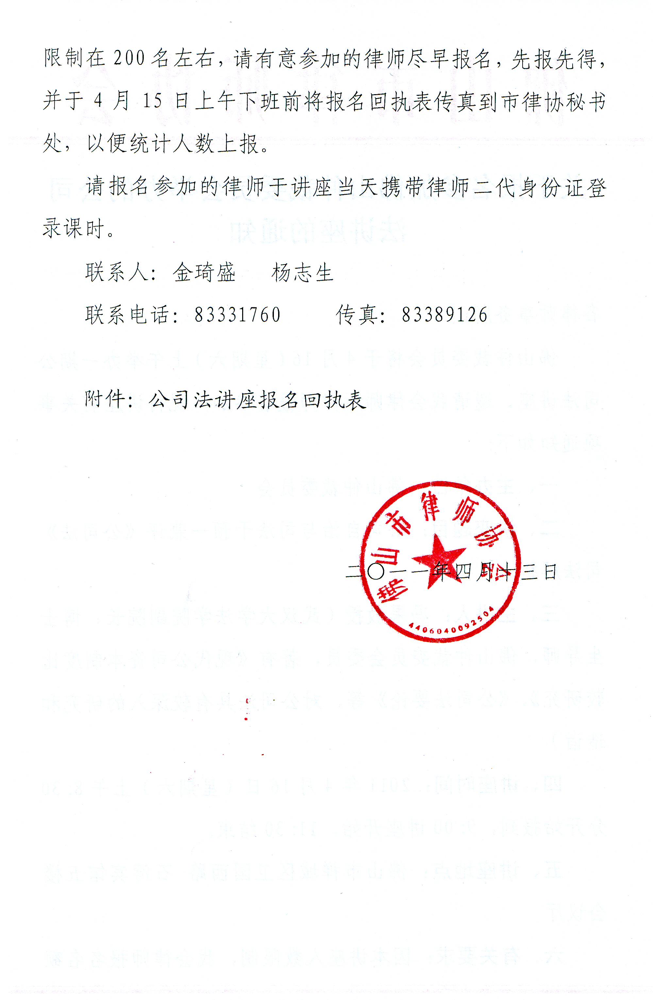 限制在 200 名左右，请有意参加的律师尽早报名，先报先得，
并于 4 月 15 日上午下班前将报名回执表传真到市律协秘书
处，以便统计人数上报。
请报名参加的律师于讲座当天携带律师二代身份证登
录课时。
联系人：金琦盛 杨志生
联系电话：83331760 传真：83389126
附件：公司法讲座报名回执表
佛山市律师协会
二〇一一年四月十三日
4406040092504